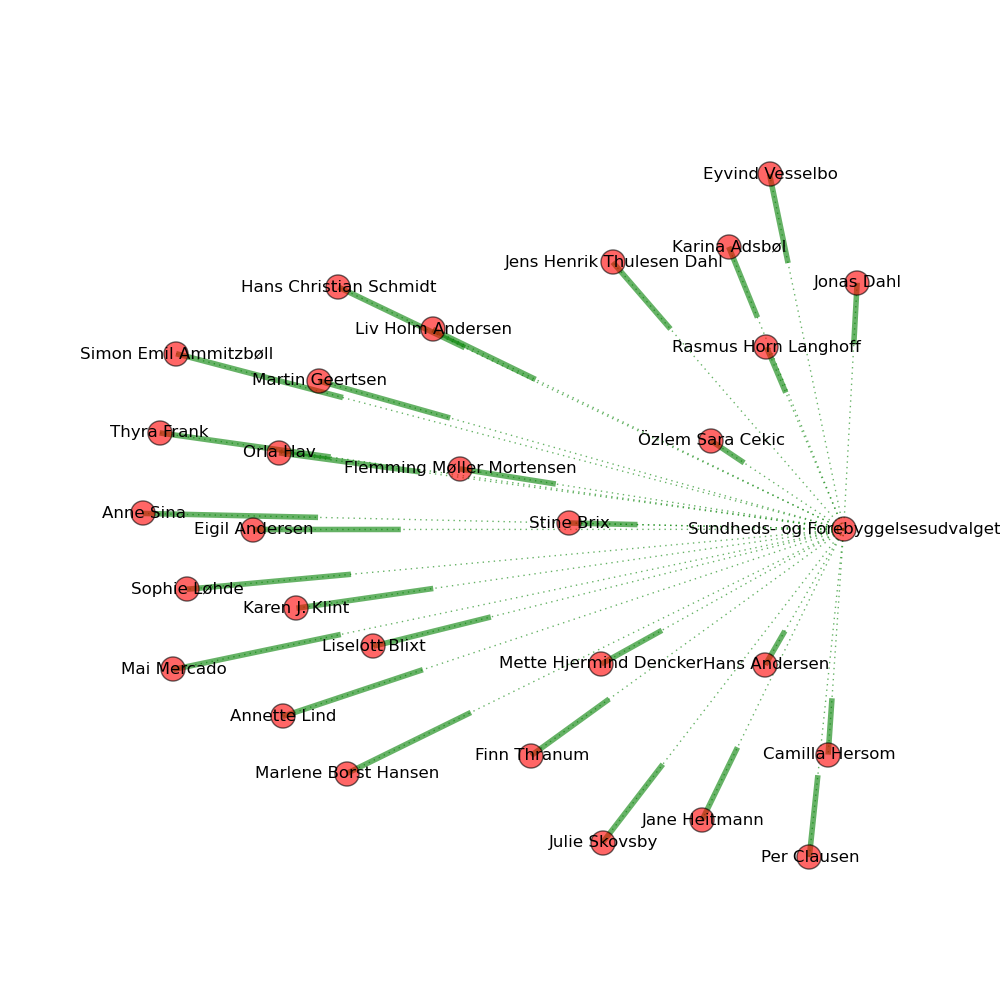 Eyvind Vesselbo
Karina Adsbøl
Jens Henrik Thulesen Dahl
Jonas Dahl
Hans Christian Schmidt
Liv Holm Andersen
Rasmus Horn Langhoff
Simon Emil Ammitzbøll
Martin Geertsen
Thyra Frank
Özlem Sara Cekic
Orla Hav
Flemming Møller Mortensen
Anne Sina
Stine Brix
Eigil Andersen
Sundheds- og Forebyggelsesudvalget
Sophie Løhde
Karen J. Klint
Liselott Blixt
Mette Hjermind Dencker
Hans Andersen
Mai Mercado
Annette Lind
Finn Thranum
Camilla Hersom
Marlene Borst Hansen
Jane Heitmann
Julie Skovsby
Per Clausen